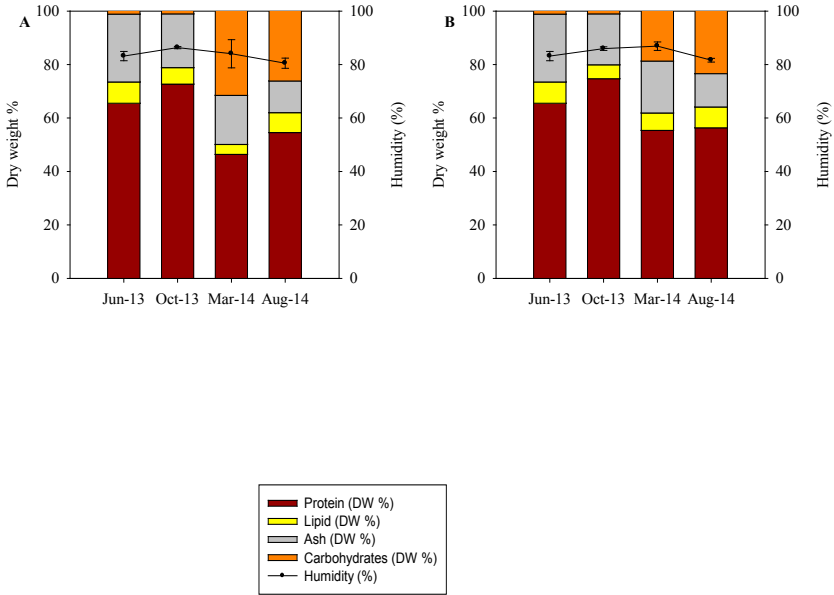 A
B
100
80
60
40
20
0
Dry weight %
100
80
60
40
20
0
Humidity (%)
Jun-13 Oct-13 Mar-14 Aug-14
100
80
60
40
20
0
Dry weight %
100
80
60
40
20
0
Humidity (%)
Jun-13 Oct-13 Mar-14 Aug-14
Protein (DW %)
Lipid (DW %)
Ash (DW %)
Carbohydrates (DW %)
Humidity (%)